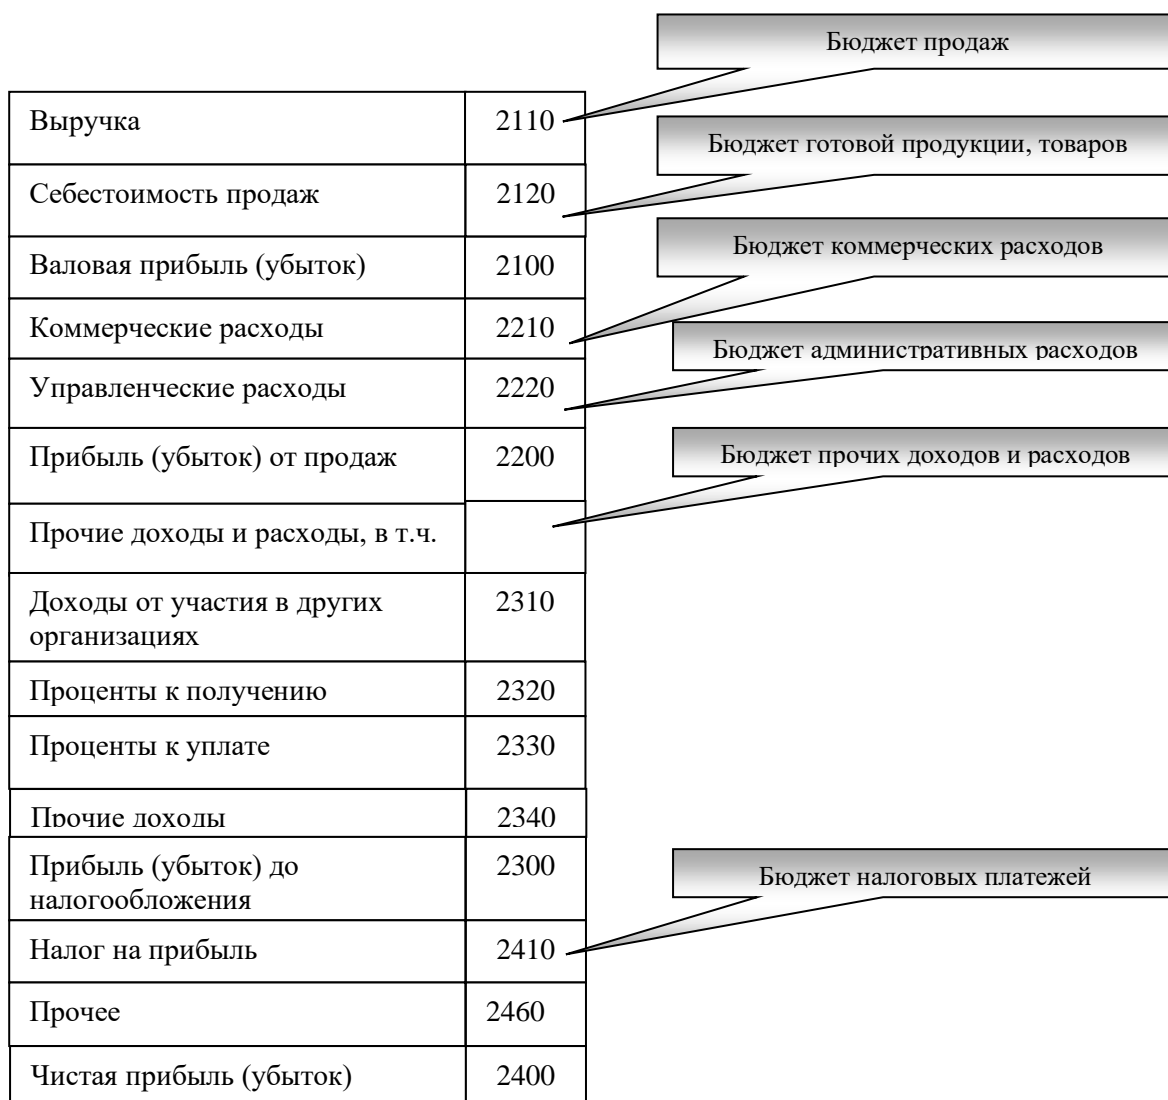 Бюджет продаж
Выручка 2110
Бюджет готовой продукции, товаров
Себестоимость продаж 2120
Бюджет коммерческих расходов
Валовая прибыль (убыток) 2100
Коммерческие расходы 2210
Бюджет административных расходов
Управленческие расходы 2220
Прибыль (убыток) от продаж 2200
Бюджет прочих доходов и расходов
Прочие доходы и расходы, в т.ч.
Доходы от участия в других 2310
организациях
Проценты к получению 2320
Проценты к уплате 2330
Прочие доходы 2340
Прибыль (убыток) до 2300
налогообложения
Бюджет налоговых платежей
Налог на прибыль 2410
Прочее 2460
Чистая прибыль (убыток) 2400